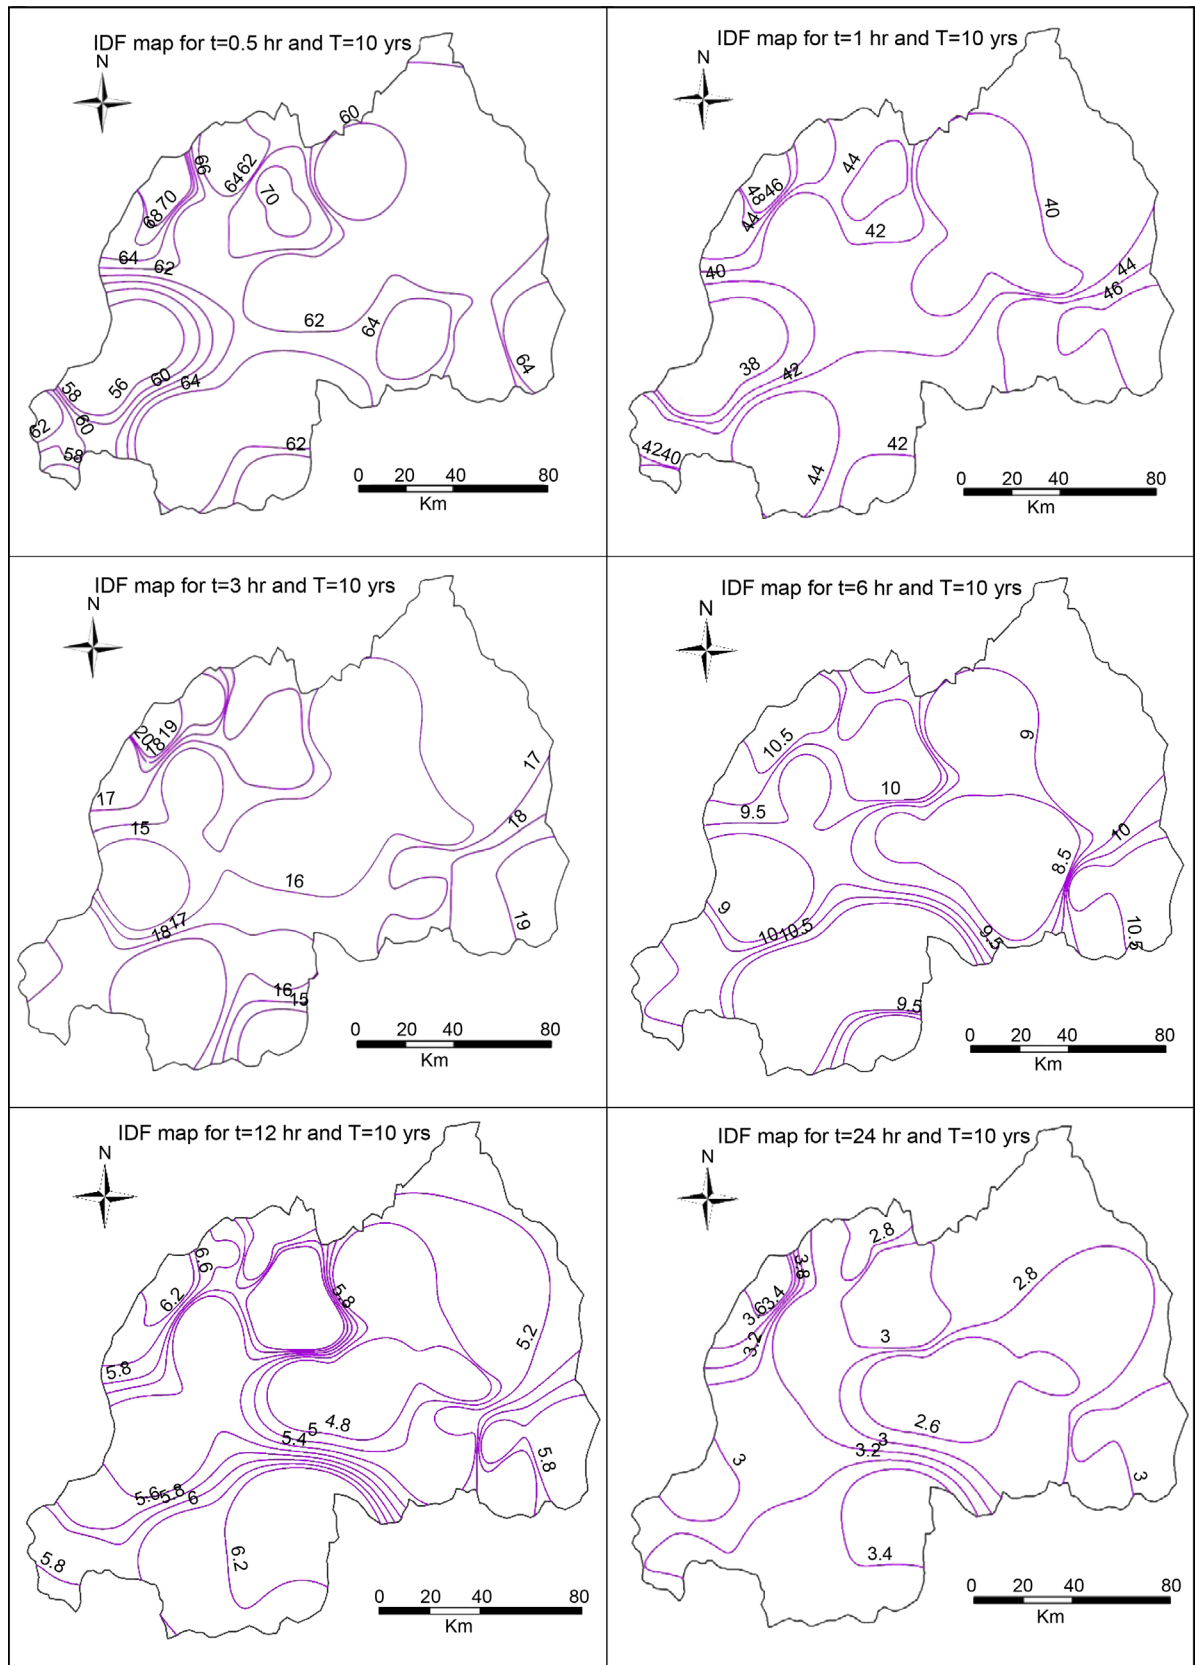 IDF map for t=0.5 hr and T=10 yrs
N
60
66
64 62
70
68 70
64
62
62
64
64
56
60
64
58
60
62
58
62
0 20 40 80
Km
IDF map for t=1 hr and T=10 yrs
N
44
48 46
44
42
40
40
44
46
38
42
42 40
44
42
0 20 40 80
Km
IDF map for t=3 hr and T=10 yrs
N
20 18 19
17
15
17
18
16
18 17
19
16
15
0 20 40 80
Km
IDF map for t=6 hr and T=10 yrs
N
10.5
9
10
9.5
10
8.5
9
10 10.5
9.5
10.5
9.5
0 20 40 80
Km
IDF map for t=12 hr and T=10 yrs
N
6.6
6.2
5.8
5.8
5.2
4.8
5
5.4
5.8
5.6 5.8 6
6.2
5.8
0 20 40 80
Km
IDF map for t=24 hr and T=10 yrs
N
2.8
3.8
3.6 3.4
3.2
3
2.8
2.6
3
3.2
3
3
3.4
0 20 40 80
Km